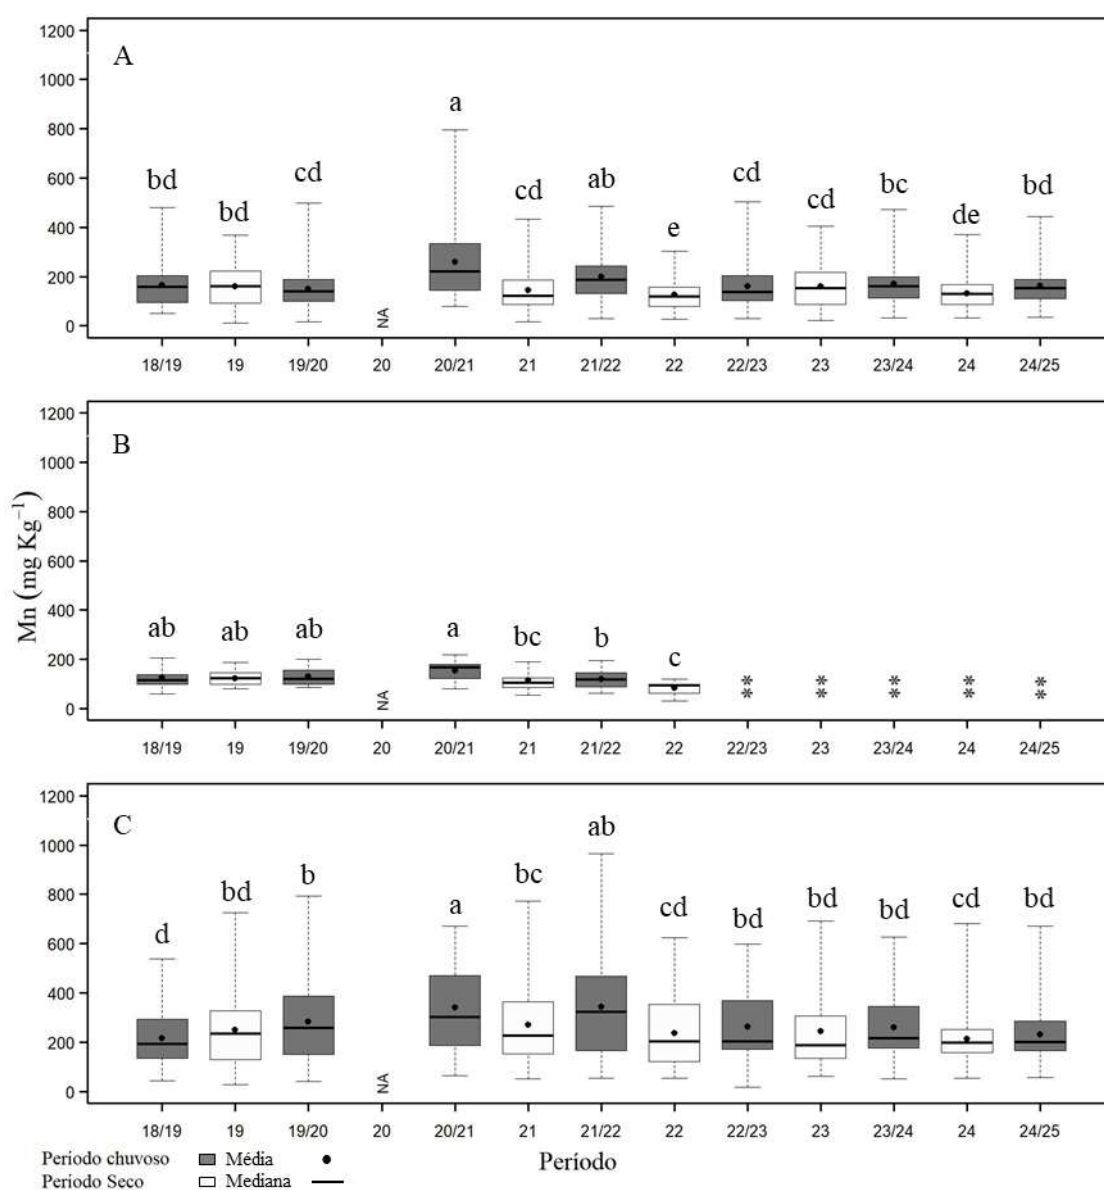 1200
A
1000
a
800
bd
cd
ab
cd
bc
600
bd
cd
cd
bd
e
de
400
200
0
NA
18/19 19 19/20 20 20/21 21 21/22 22 22/23 23 23/24 24 24/25
1200
B
1000
800
600
400
ab ab ab a bc b c
200
** ** ** ** **
0
NA
18/19 19 19/20 20 20/21 21 21/22 22 22/23 23 23/24 24 24/25
Mn (mg Kg⁻¹)
1200
C
ab
1000
bd b bc
800
d a cd bd bd bd cd bd
600
400
200
0
NA
18/19 19 19/20 20 20/21 21 21/22 22 22/23 23 23/24 24 24/25
Período
Periodo chuvoso Média
Periodo Seco Mediana